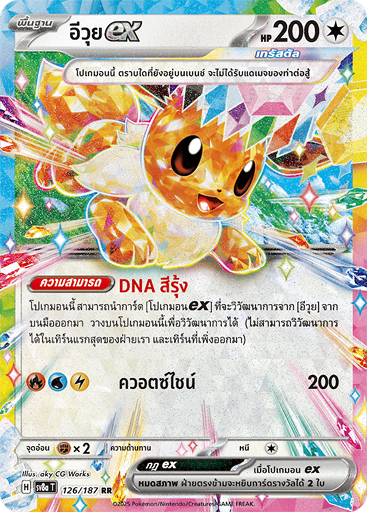 พื้นฐาน
อีวุย ex
HP 200
เทรัสตัล
โปเกมอนนี้ ตราบใดที่ยังอยู่บนเบนช์ จะไม่ได้รับแดเมจของท่าต่อสู้
ความสามารถ DNA สีรุ้ง
โปเกมอนนี้ สามารถนำการ์ด [โปเกมอน ex] ที่จะวิวัฒนาการจาก [อีวุย] จาก
บนมือออกมา วางบนโปเกมอนนี้เพื่อวิวัฒนาการได้ (ไม่สามารถวิวัฒนาการ
ได้ในเทิร์นแรกสุดของฝ่ายเรา และเทิร์นที่เพิ่งออกมา)
ควอตซ์ไชน์ 200
จุดอ่อน ×2 ความต้านทาน หนี
Illus. aky CG Works
กฎ ex เมื่อโปเกมอน ex
หมดสภาพ ฝ่ายตรงข้ามจะหยิบการ์ดรางวัลได้ 2 ใบ
H T 126/187 RR
©2025 Pokémon/Nintendo/Creatures/GAME FREAK.